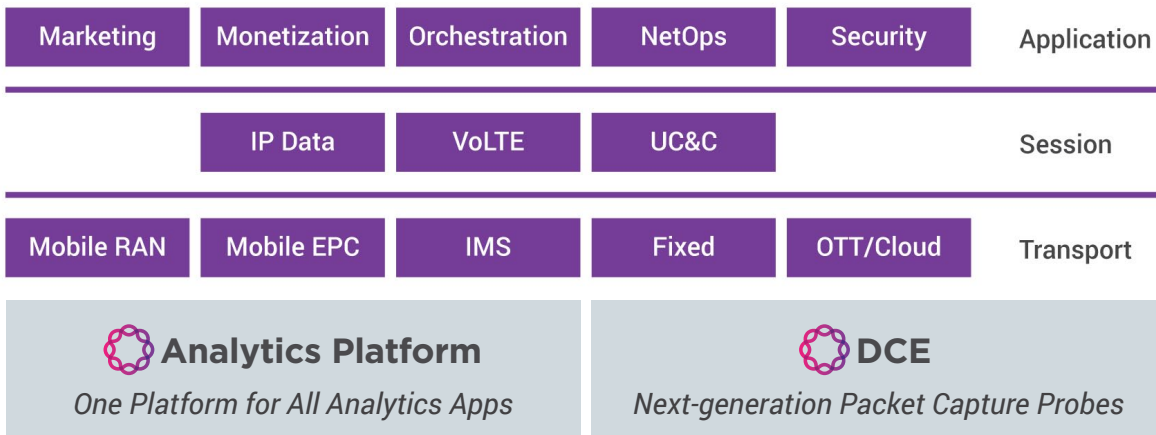 Marketing Monetization Orchestration NetOps Security Application
IP Data VoLTE UC&C Session
Mobile RAN Mobile EPC IMS Fixed OTT/Cloud Transport
Analytics Platform
One Platform for All Analytics Apps
DCE
Next-generation Packet Capture Probes